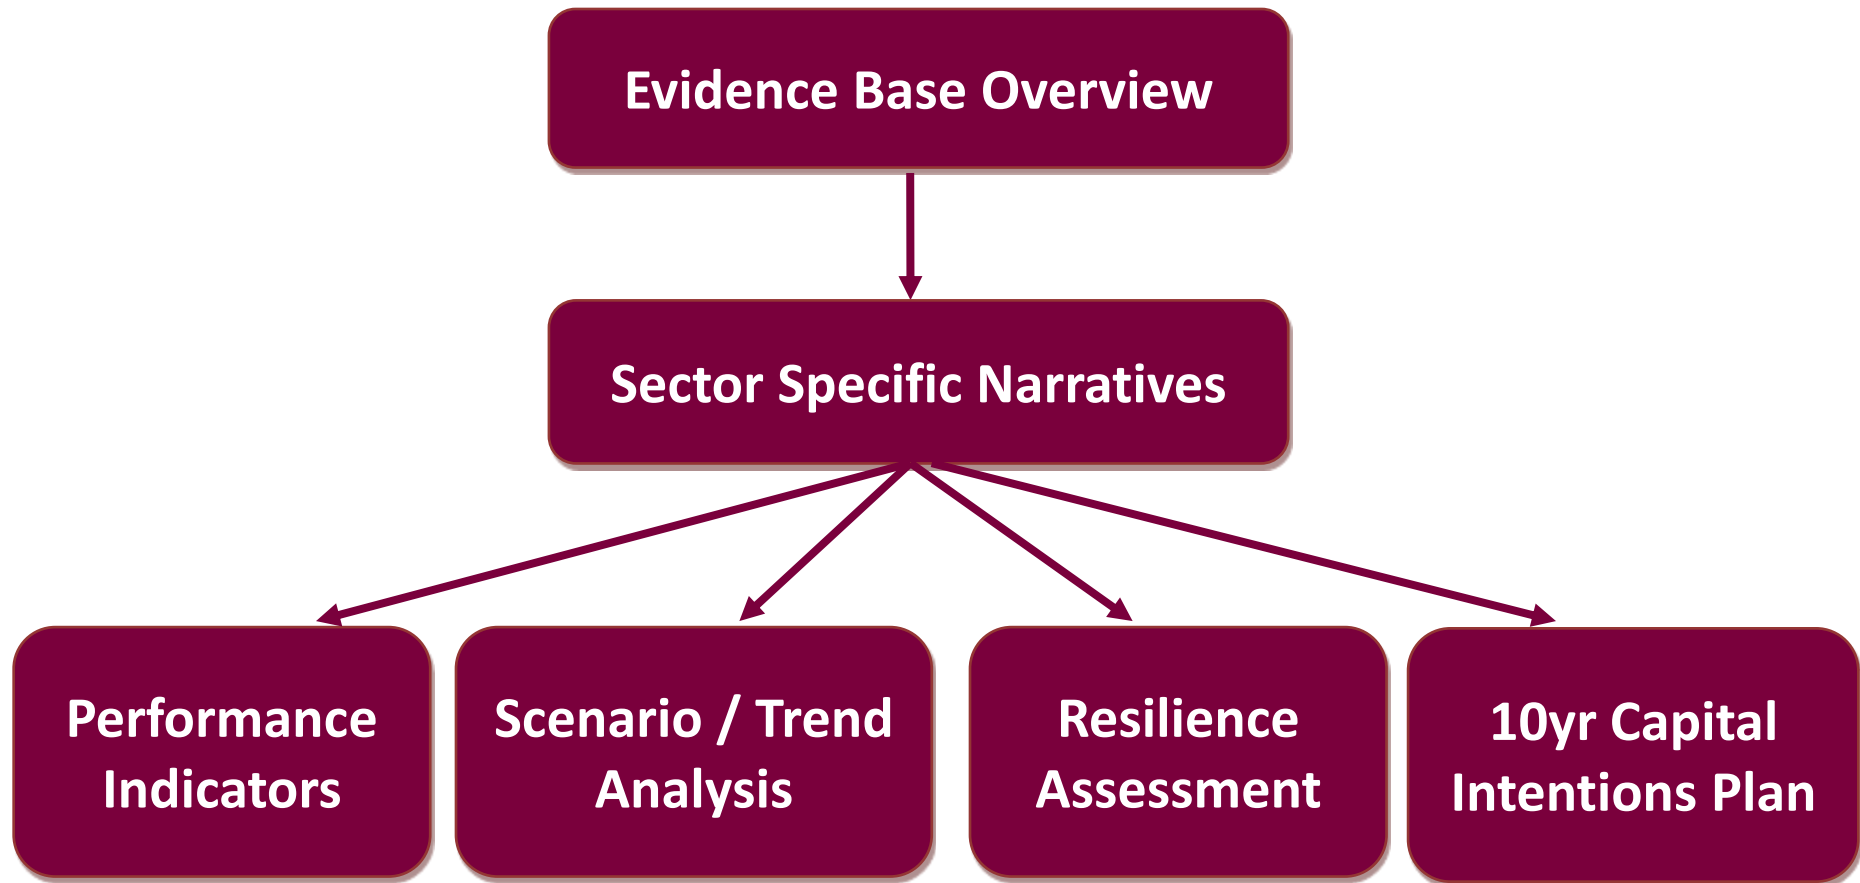 Evidence Base Overview
Sector Specific Narratives
Performance
Indicators
Scenario / Trend
Analysis
Resilience
Assessment
10yr Capital
Intentions Plan